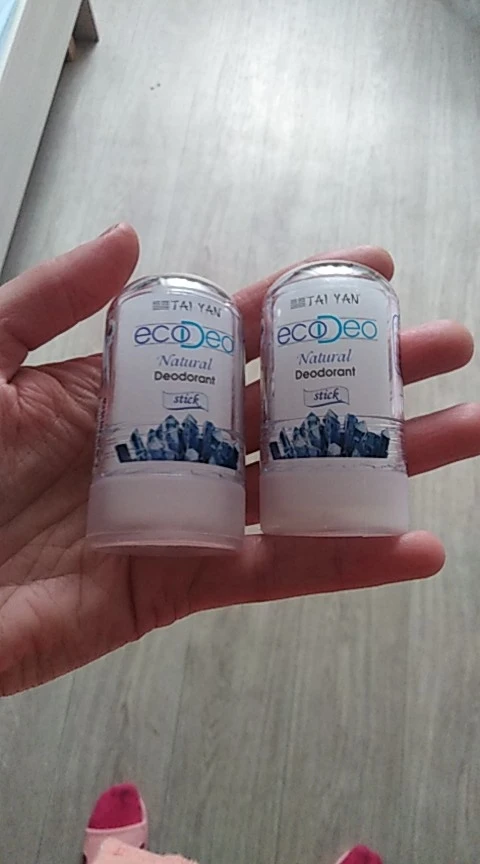 TAI YAN
ecoDeo
Natural
Deodorant
stick
TAI YAN
ecoDeo
Natural
Deodorant
stick